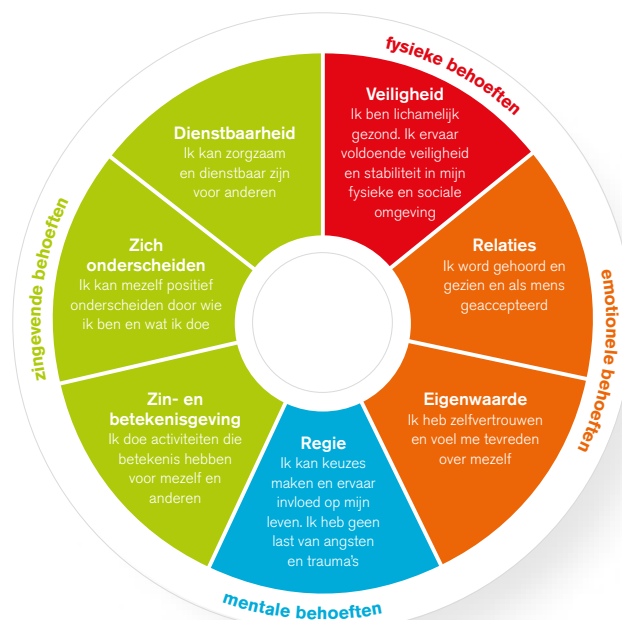 fysieke behoeften
Veiligheid
Ik ben lichamelijk
gezond. Ik ervaar
voldoende veiligheid
en stabiliteit in mijn
fysieke en sociale
omgeving
emotionele behoeften
Relaties
Ik word gehoord en
gezien en als mens
geaccepteerd
Eigenwaarde
Ik heb zelfvertrouwen
en voel me tevreden
over mezelf
mentale behoeften
Regie
Ik kan keuzes
maken en ervaar
invloed op mijn
leven. Ik heb geen
last van angsten
en trauma's
zingevende behoeften
Zin- en
betekenisgeving
Ik doe activiteiten die
betekenis hebben
voor mezelf en
anderen
Zich
onderscheiden
Ik kan mezelf positief
onderscheiden door wie
ik ben en wat ik doe
Dienstbaarheid
Ik kan zorgzaam
en dienstbaar zijn
voor anderen